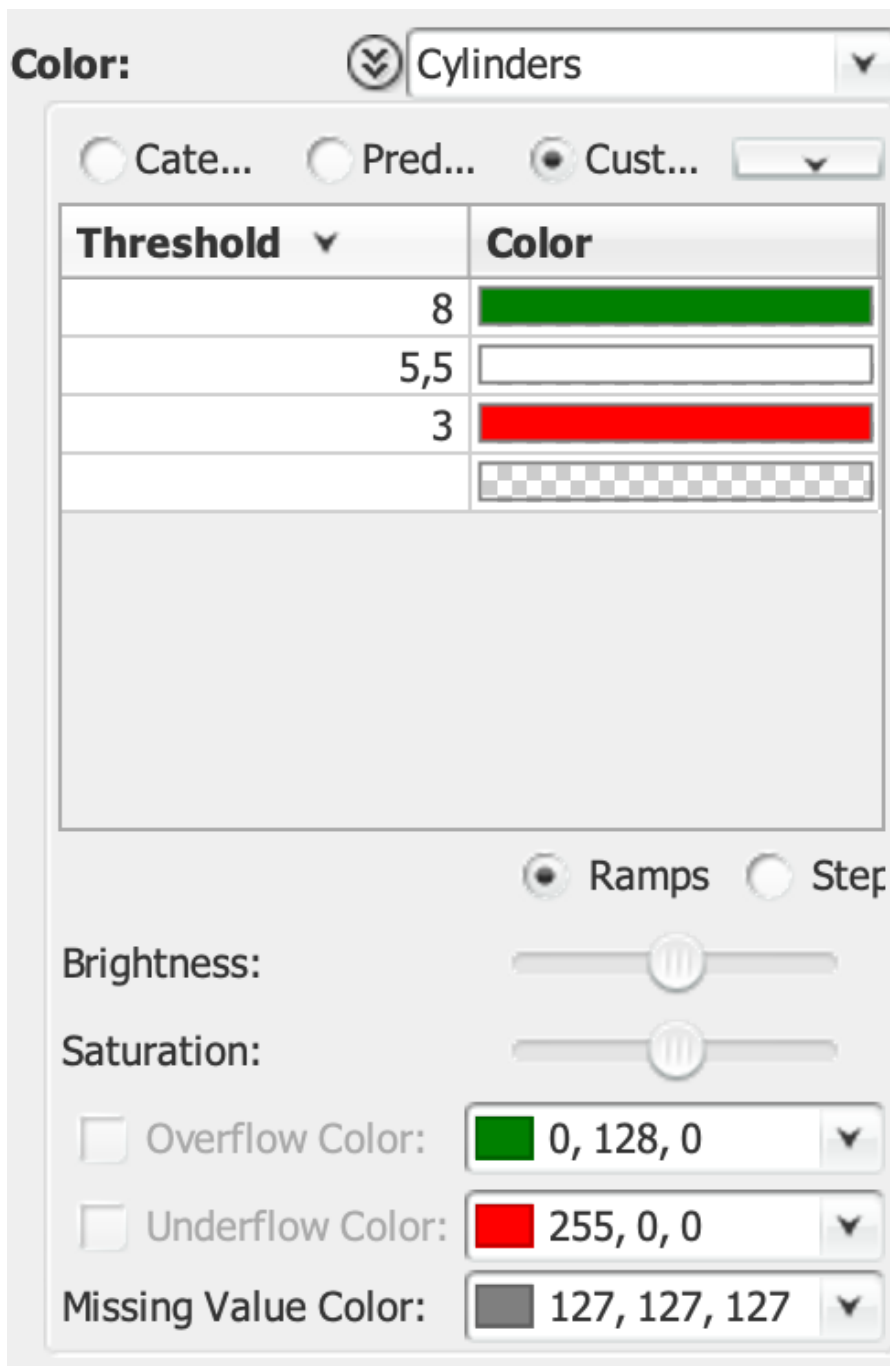 Color: Cylinders
Cate... Pred... Cust...
Threshold Color
8
5,5
3
Ramps Step
Brightness:
Saturation:
Overflow Color: 0, 128, 0
Underflow Color: 255, 0, 0
Missing Value Color: 127, 127, 127